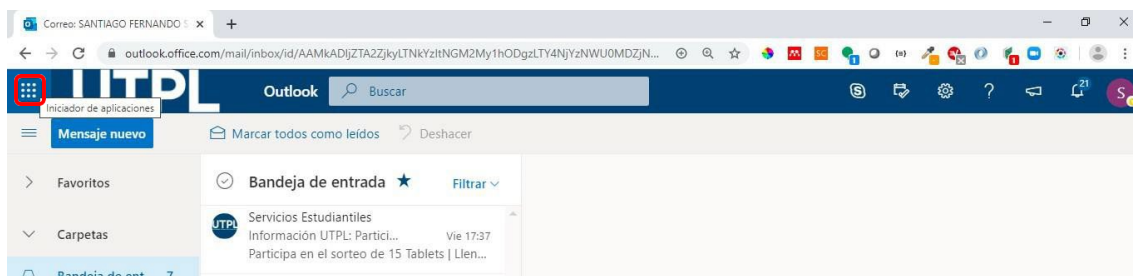 Correo: SANTIAGO FERNANDO S
outlook.office.com/mail/inbox/id/AAMkADljZTA2ZjkyLTNkYzItNGM2My1hODgzLTY4NjYzNWU0MDZjN...
UTPL Outlook Buscar 21 S
Iniciador de aplicaciones
Mensaje nuevo Marcar todos como leídos Deshacer
Favoritos Bandeja de entrada Filtrar
UTPL Servicios Estudiantiles
Información UTPL: Partici... Vie 17:37
Carpetas
Participa en el sorteo de 15 Tablets | Llen...
Bandeja de ent... 7